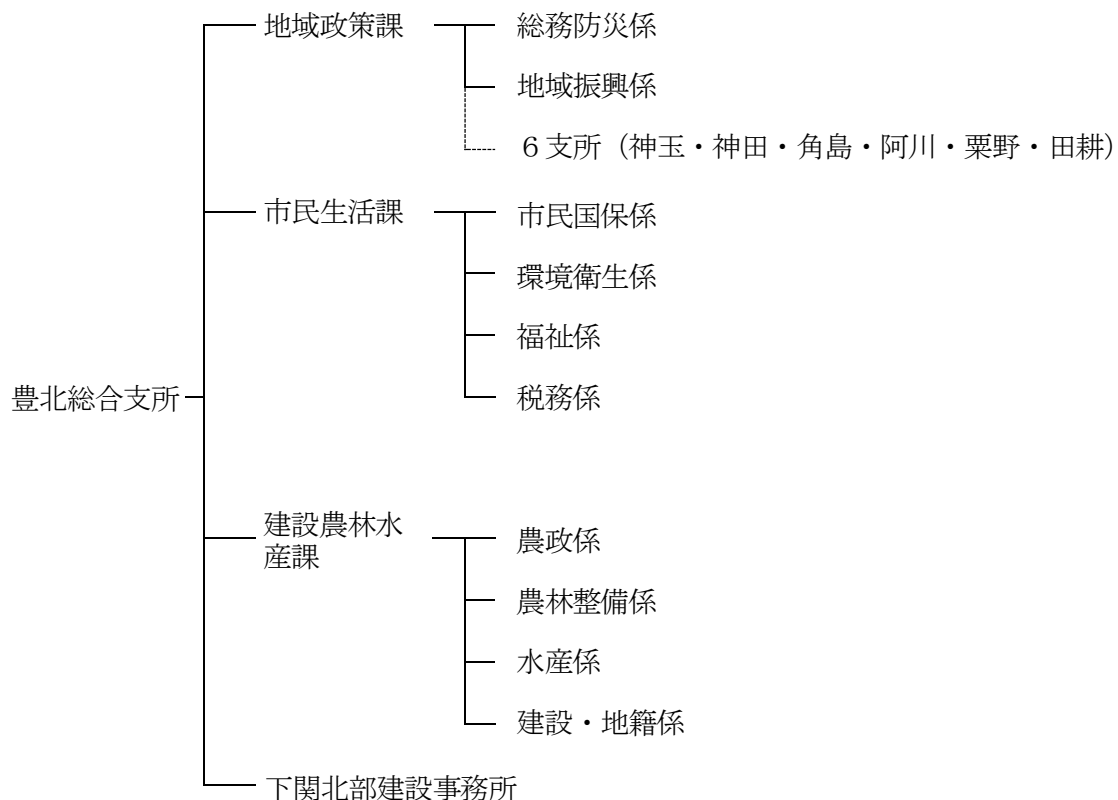 地域政策課
総務防災係
地域振興係
６支所（神玉・神田・角島・阿川・粟野・田耕）
市民生活課
市民国保係
環境衛生係
福祉係
税務係
豊北総合支所
建設農林水
産課
農政係
農林整備係
水産係
建設・地籍係
下関北部建設事務所